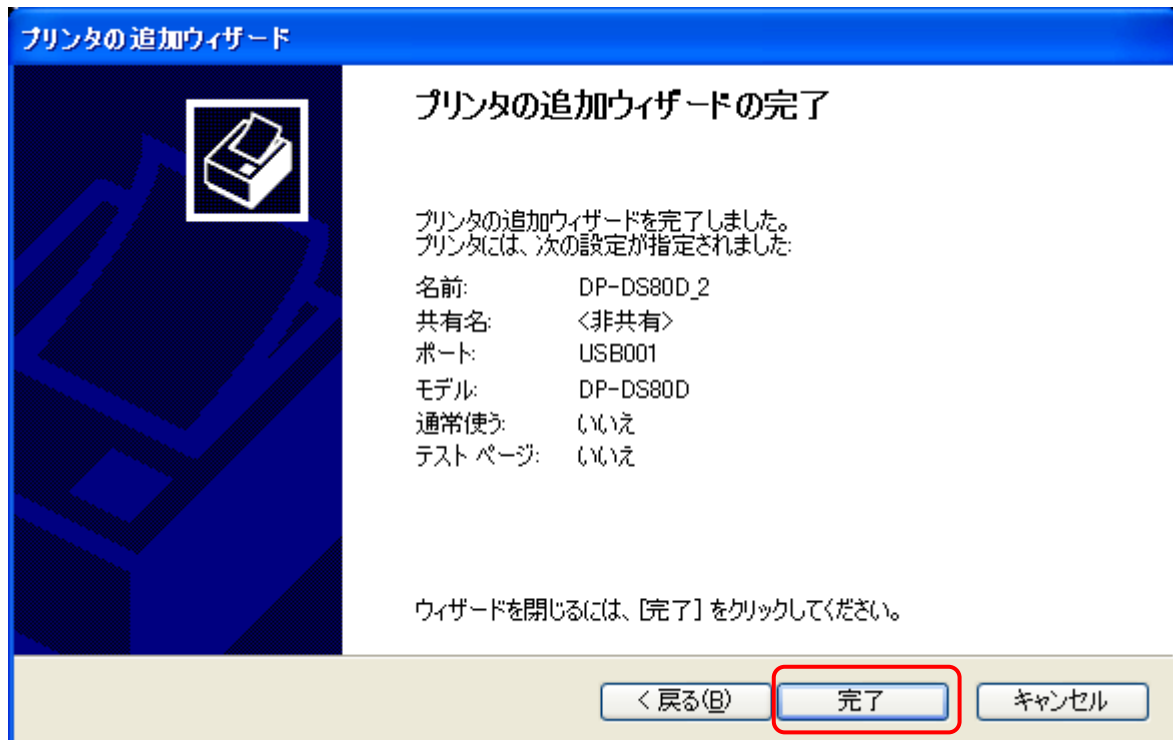 プリンタの追加ウィザード
プリンタの追加ウィザードの完了
プリンタの追加ウィザードを完了しました。
プリンタには、次の設定が指定されました:
名前: DP-DS80D_2
共有名: <非共有>
ポート: USB001
モデル: DP-DS80D
通常使う: いいえ
テスト ページ: いいえ
ウィザードを閉じるには、[完了] をクリックしてください。
< 戻る(B) 完了 キャンセル